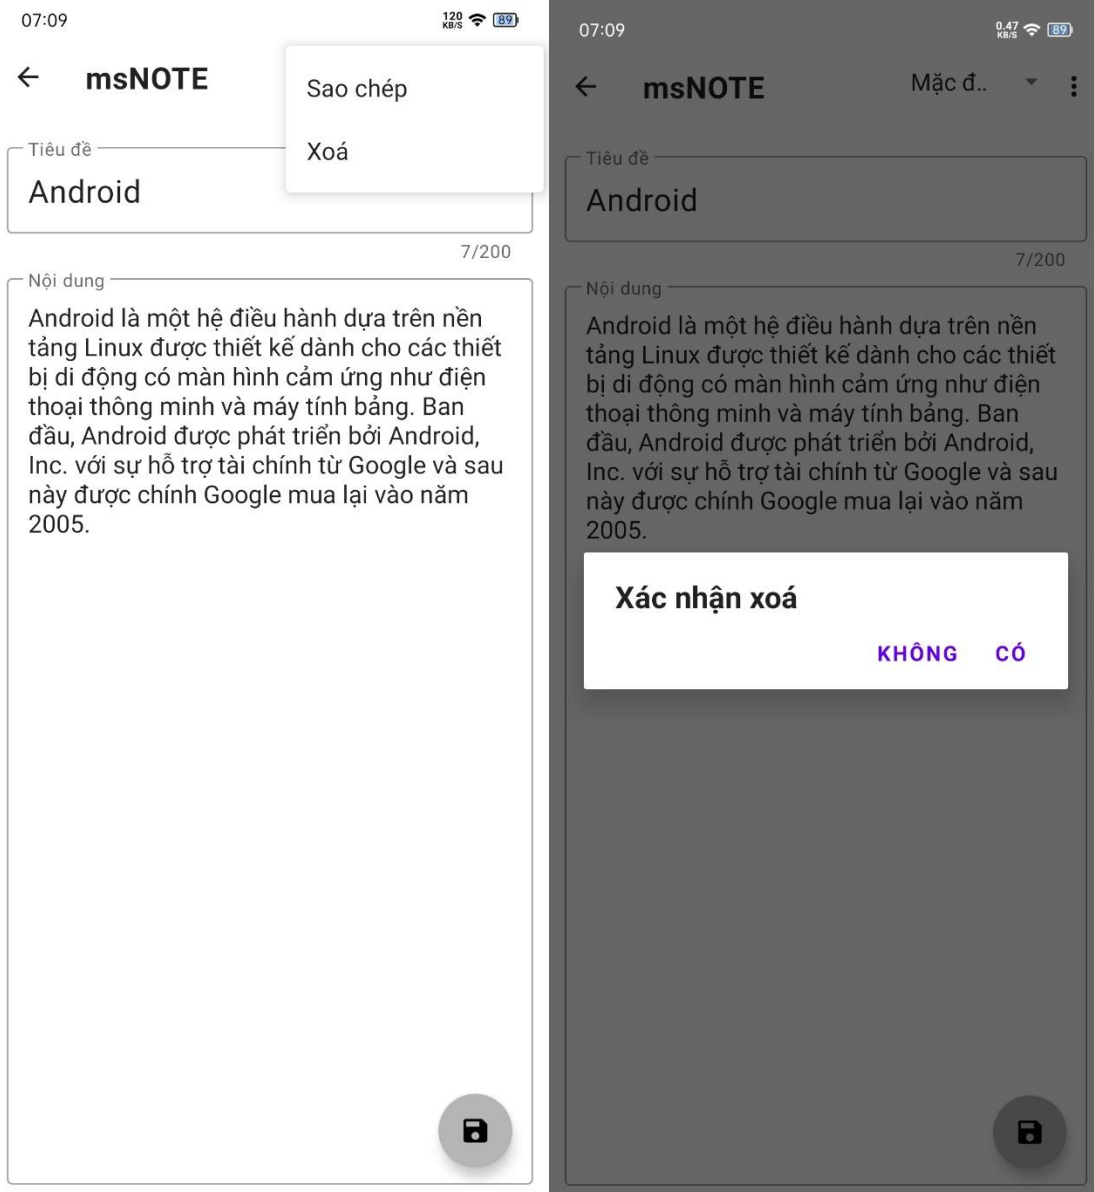 07:09
120 KB/S 89
msNOTE
Sao chép
Xoá
Tiêu đề
Android
7/200
Nội dung
Android là một hệ điều hành dựa trên nền
tảng Linux được thiết kế dành cho các thiết
bị di động có màn hình cảm ứng như điện
thoại thông minh và máy tính bảng. Ban
đầu, Android được phát triển bởi Android,
Inc. với sự hỗ trợ tài chính từ Google và sau
này được chính Google mua lại vào năm
2005.
07:09
0.47 KB/S 89
msNOTE
Mặc đ..
Tiêu đề
Android
7/200
Nội dung
Android là một hệ điều hành dựa trên nền
tảng Linux được thiết kế dành cho các thiết
bị di động có màn hình cảm ứng như điện
thoại thông minh và máy tính bảng. Ban
đầu, Android được phát triển bởi Android,
Inc. với sự hỗ trợ tài chính từ Google và sau
này được chính Google mua lại vào năm
2005.
Xác nhận xoá
KHÔNG CÓ